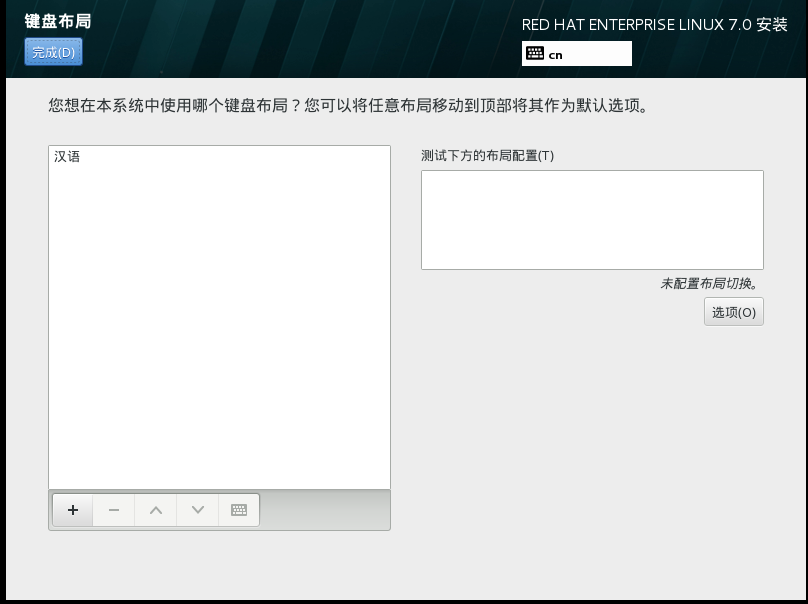 键盘布局
完成(D)
RED HAT ENTERPRISE LINUX 7.0 安装
cn
您想在本系统中使用哪个键盘布局？您可以将任意布局移动到顶部将其作为默认选项。
汉语
测试下方的布局配置(T)
未配置布局切换。
选项(O)